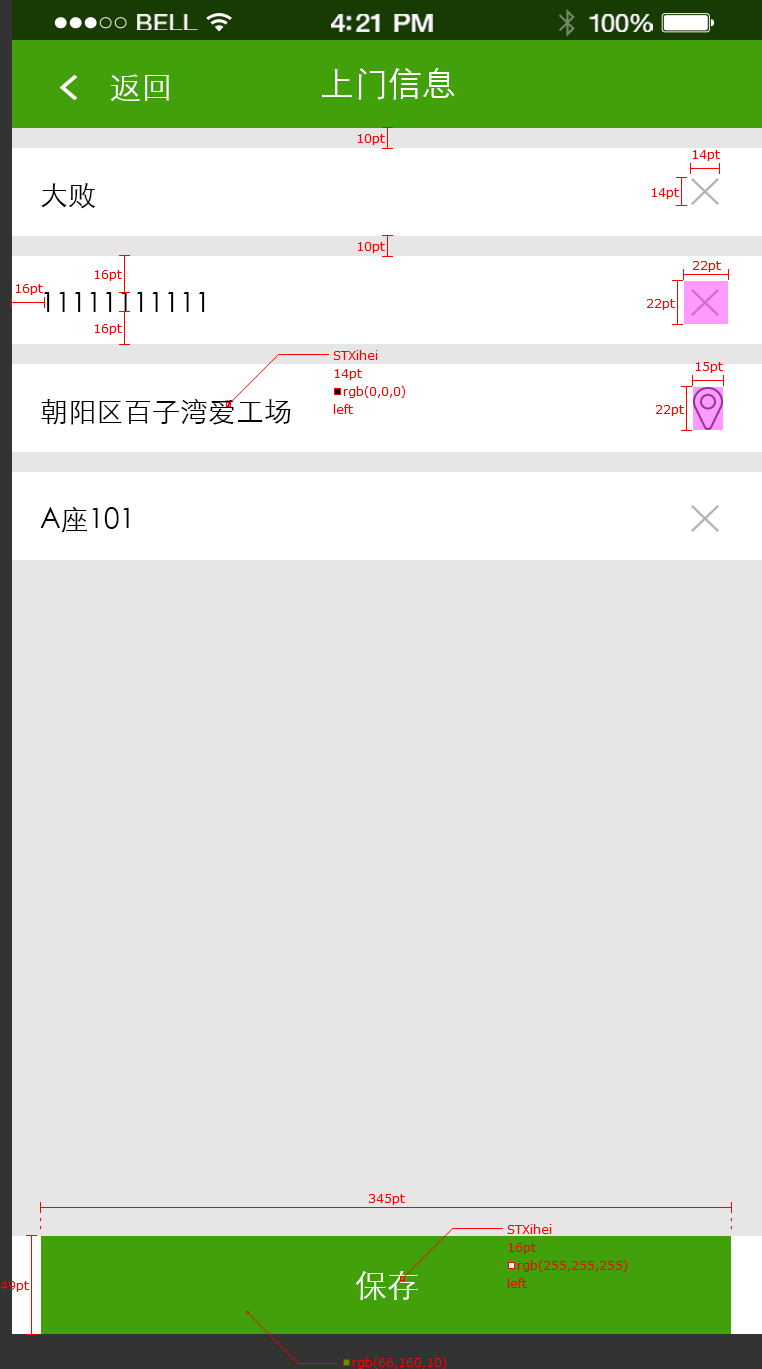 BELL 4:21 PM 100%
返回 上门信息
10pt
14pt
大败
14pt
10pt
22pt
16pt
16pt
11111111111
22pt
16pt
STXihei
14pt
rgb(0,0,0)
left
15pt
朝阳区百子湾爱工场
22pt
A座101
345pt
STXihei
16pt
rgb(255,255,255)
left
保存
49pt
rgb(66,160,10)